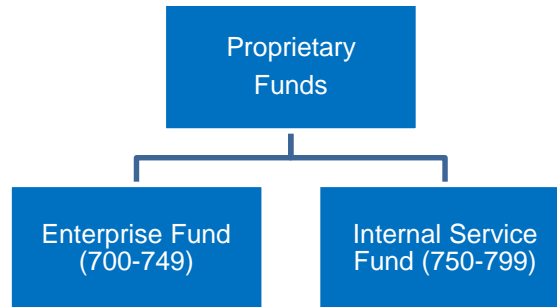 Proprietary
Funds
Enterprise Fund
(700-749)
Internal Service
Fund (750-799)